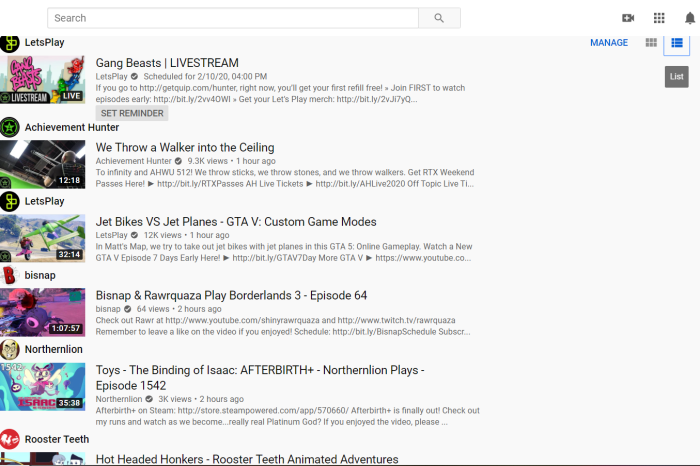 Search
LetsPlay
MANAGE
List
GANG
BEASTS
LIVESTREAM
LIVE
Gang Beasts | LIVESTREAM
LetsPlay Scheduled for 2/10/20, 04:00 PM
If you go to http://getquip.com/hunter, right now, you'll get your first refill free! » Join FIRST to watch
episodes early: http://bit.ly/2vv4OWI » Get your Let's Play merch: http://bit.ly/2vJi7yQ...
SET REMINDER
Achievement Hunter
12:18
We Throw a Walker into the Ceiling
Achievement Hunter 9.3K views • 1 hour ago
To infinity and AHWU 512! We throw sticks, we throw stones, and we throw walkers. Get RTX Weekend
Passes Here! ► http://bit.ly/RTXPasses AH Live Tickets ► http://bit.ly/AHLive2020 Off Topic Live Ti...
LetsPlay
32:14
Jet Bikes VS Jet Planes - GTA V: Custom Game Modes
LetsPlay 12K views • 1 hour ago
In Matt's Map, we try to take out jet bikes with jet planes in this GTA 5: Online Gameplay. Watch a New
GTA V Episode 7 Days Early Here! ► http://bit.ly/GTAV7Day More GTA V ► https://www.youtube.co...
bisnap
1:07:57
Bisnap & Rawrquaza Play Borderlands 3 - Episode 64
bisnap 64 views • 2 hours ago
Check out Rawr at http://www.youtube.com/shinyrawrquaza and http://www.twitch.tv/rawrquaza
Remember to leave a like on the video if you enjoyed! Schedule: http://bit.ly/BisnapSchedule Subscr...
Northernlion
1542
ISAAC
35:38
Toys - The Binding of Isaac: AFTERBIRTH+ - Northernlion Plays -
Episode 1542
Northernlion 3K views • 2 hours ago
Afterbirth+ on Steam: http://store.steampowered.com/app/570660/ Afterbirth+ is finally out! Check out
my runs and watch as we become...really real Platinum God? If you enjoyed the video, please ...
Rooster Teeth
Hot Headed Honkers - Rooster Teeth Animated Adventures